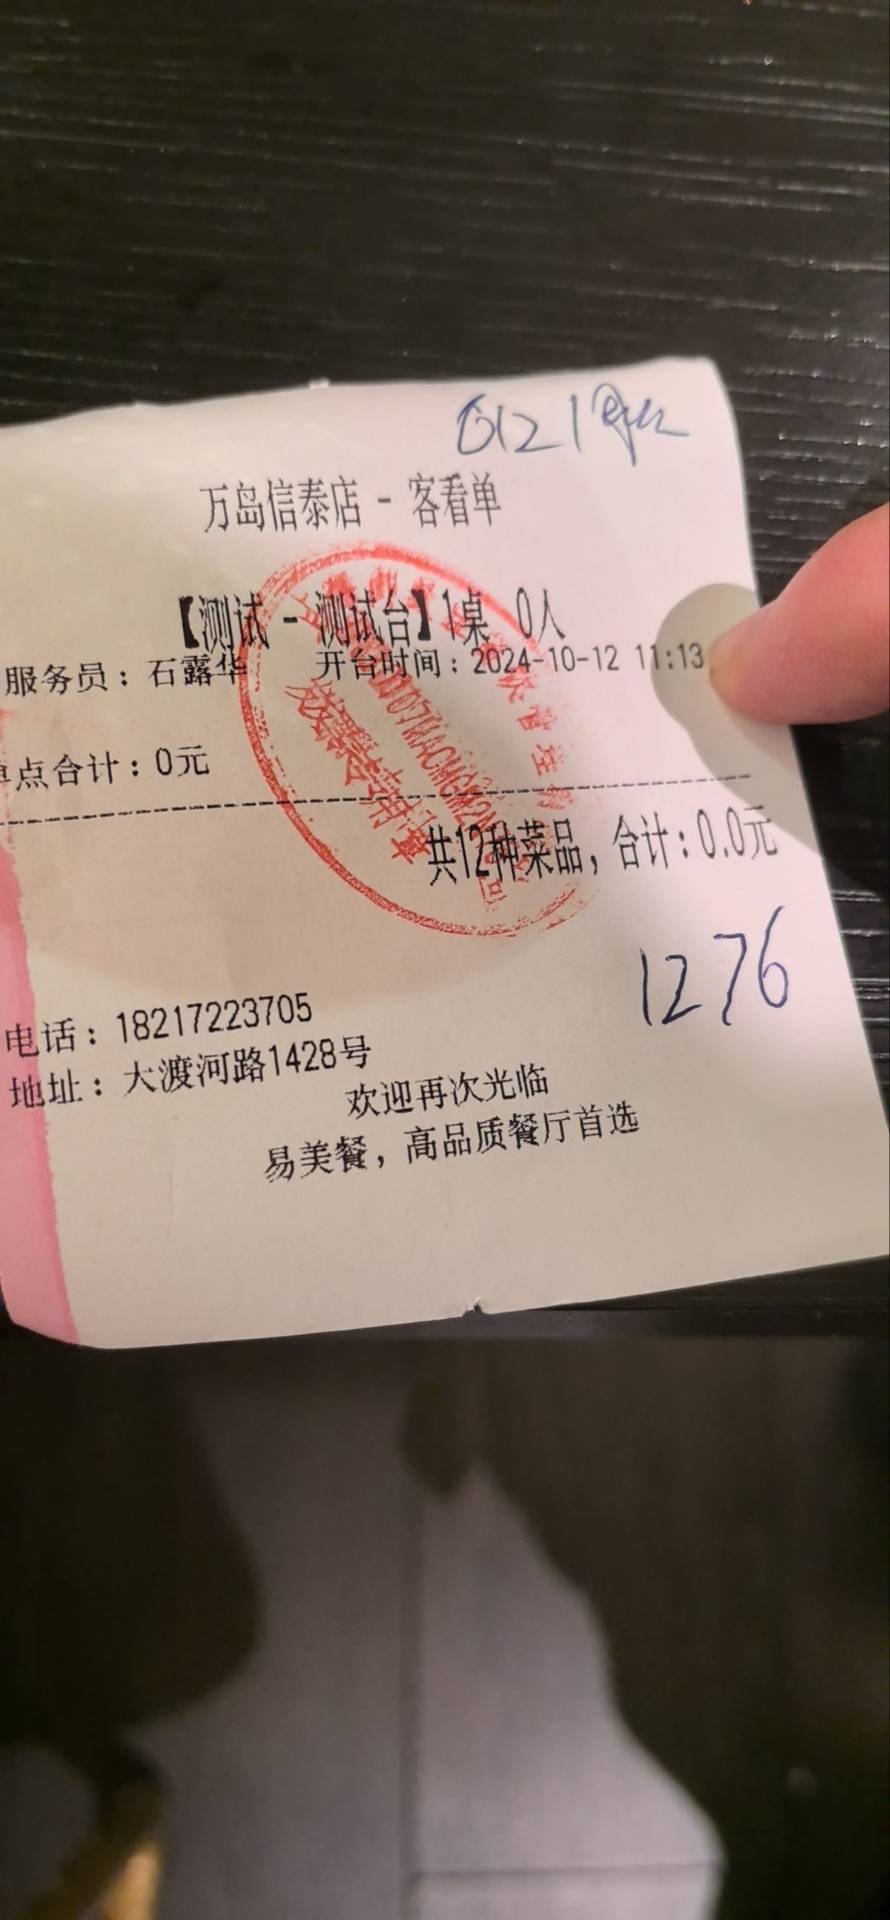 万岛信泰店 - 客看单
【测试 - 测试台】1桌 0人
服务员：石露华 开台时间：2024-10-12 11:13
点合计：0元
共12种菜品，合计：0.0元
1276
电话：18217223705
地址：大渡河路1428号
欢迎再次光临
易美餐，高品质餐厅首选